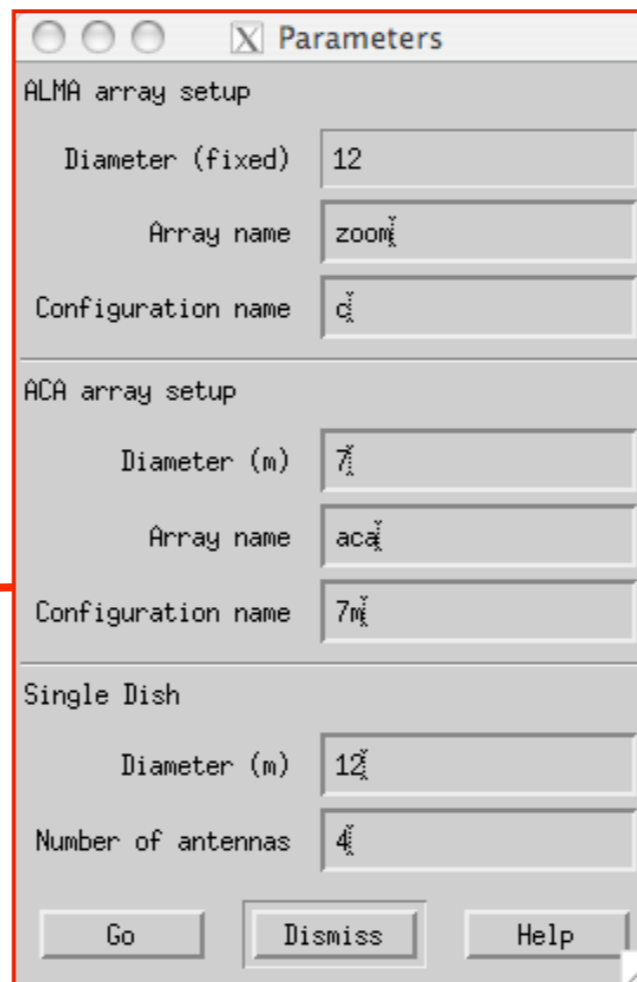 Parameters
ALMA array setup
Diameter (fixed) 12
Array name zoom
Configuration name c
ACA array setup
Diameter (m) 7
Array name aca
Configuration name 7m
Single Dish
Diameter (m) 12
Number of antennas 4
Go Dismiss Help